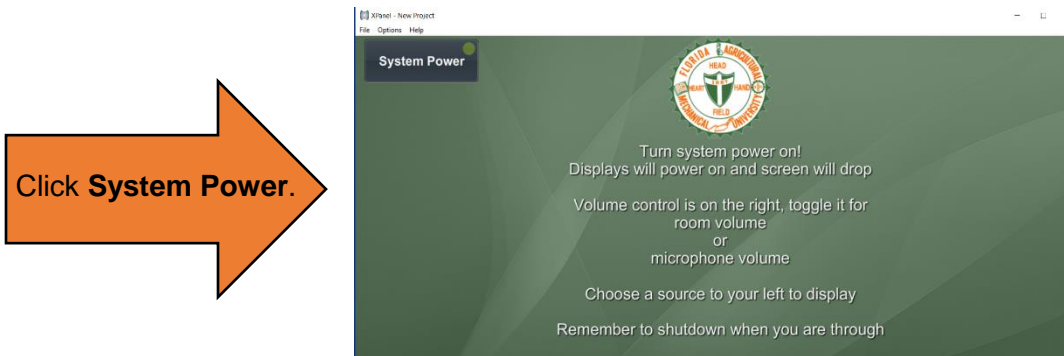 XPanel - New Project
File Options Help
System Power
FLORIDA AGRICULTURAL
HEAD
HEART 1887 HAND
FIELD
MECHANICAL UNIVERSITY
Click System Power.
Turn system power on!
Displays will power on and screen will drop
Volume control is on the right, toggle it for
room volume
or
microphone volume
Choose a source to your left to display
Remember to shutdown when you are through